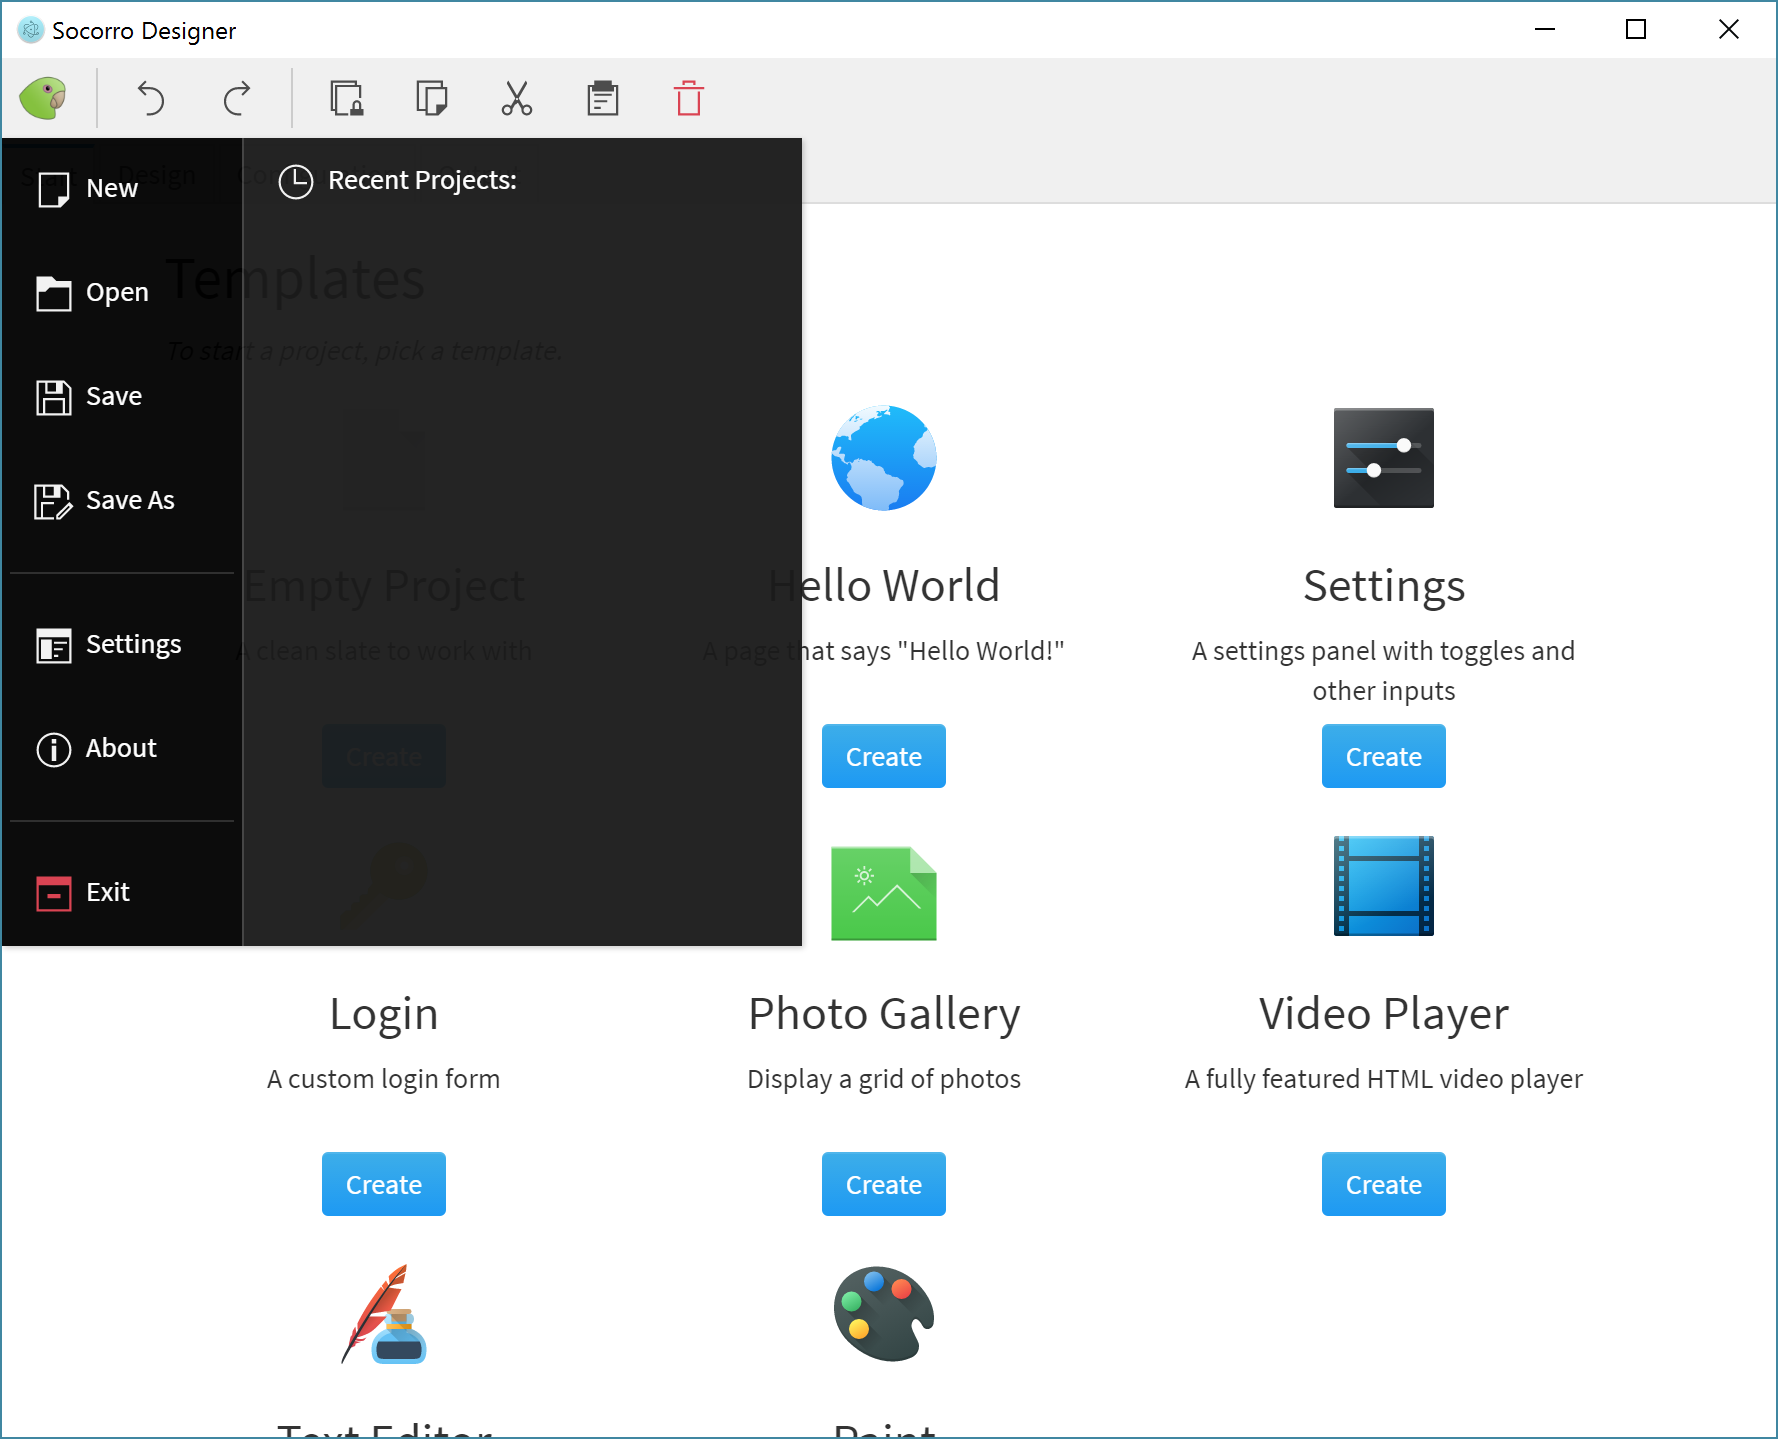 Socorro Designer
Start
Design
New
Recent Projects:
Open
Templates
To start a project, pick a template.
Save
Save As
Empty Project
Hello World
Settings
Settings
A clean slate to work with
A page that says "Hello World!"
A settings panel with toggles and
other inputs
About
Create
Create
Create
Exit
Login
Photo Gallery
Video Player
A custom login form
Display a grid of photos
A fully featured HTML video player
Create
Create
Create
Text Editor
Paint